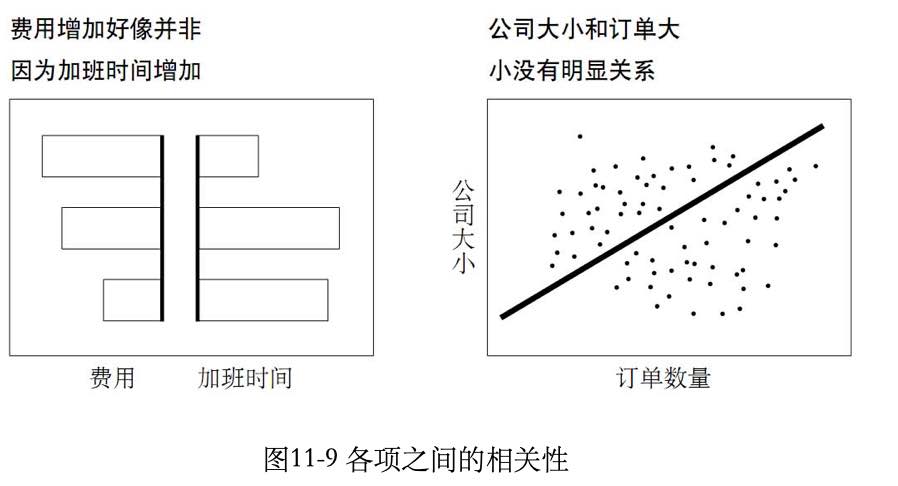 费用增加好像并非
因为加班时间增加
公司大小和订单大
小没有明显关系
公司大小
费用
加班时间
订单数量
图11-9 各项之间的相关性